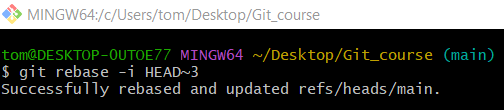 MINGW64:/c/Users/tom/Desktop/Git_course
tom@DESKTOP-OUTOE77 MINGW64 ~/Desktop/Git_course (main)
$ git rebase -i HEAD~3
Successfully rebased and updated refs/heads/main.